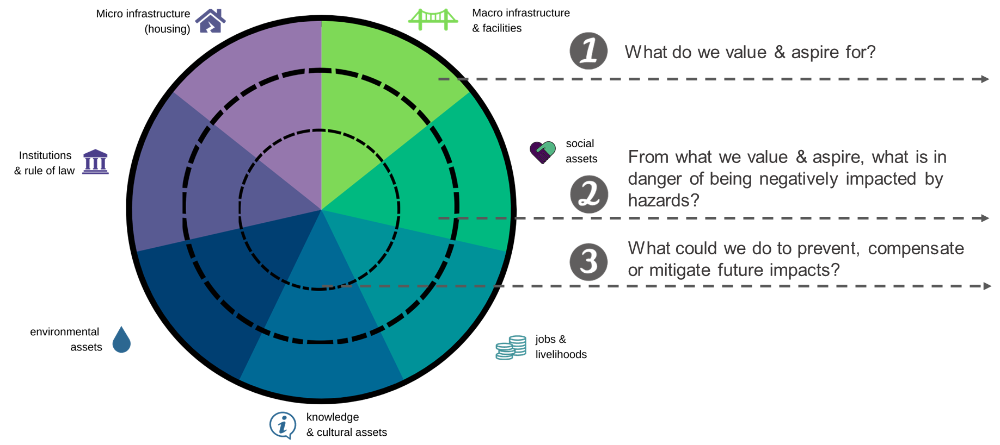 Micro infrastructure
(housing)
Macro infrastructure
& facilities
1
What do we value & aspire for?
Institutions
& rule of law
social
assets
2
From what we value & aspire, what is in
danger of being negatively impacted by
hazards?
3
What could we do to prevent, compensate
or mitigate future impacts?
environmental
assets
jobs &
livelihoods
i
knowledge
& cultural assets